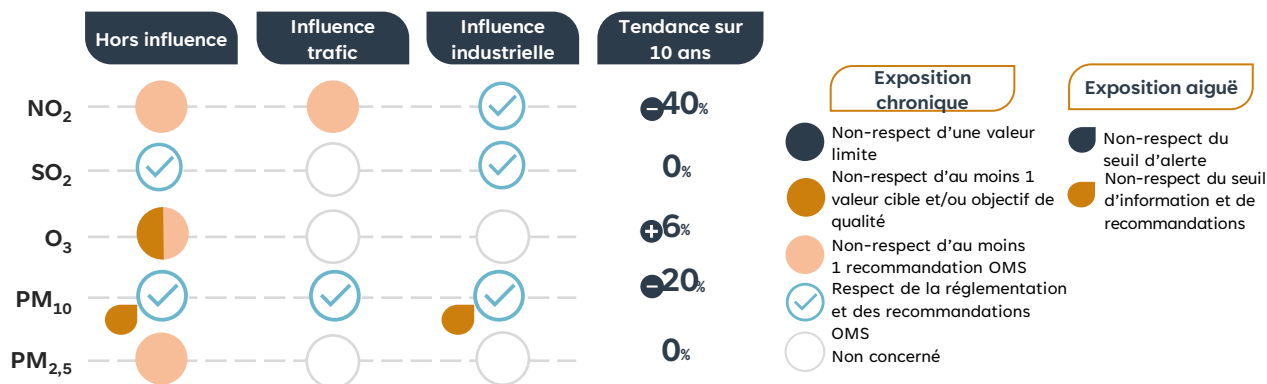 Hors influence
Influence
trafic
Influence
industrielle
Tendance sur
10 ans
NO2
-40%
SO2
0%
O3
+6%
PM10
-20%
PM2,5
0%
Exposition
chronique
Non-respect d'une valeur
limite
Non-respect d'au moins 1
valeur cible et/ou objectif de
qualité
Non-respect d'au moins
1 recommandation OMS
Respect de la réglementation
et des recommandations
OMS
Non concerné
Exposition aiguë
Non-respect du
seuil d'alerte
Non-respect du seuil
d'information et de
recommandations